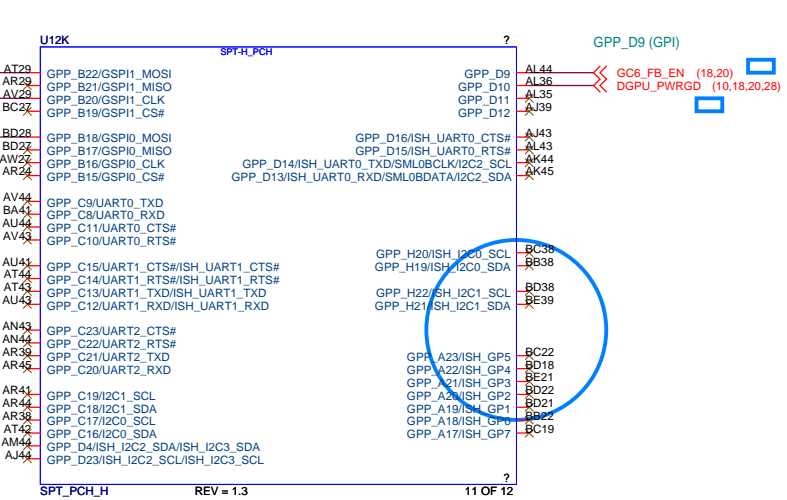 U12K ?
SPT-H_PCH
GPP_D9 (GPI)
AT29 GPP_B22/GSPI1_MOSI GPP_D9 AL44 GC6_FB_EN (18,20)
AR29 GPP_B21/GSPI1_MISO GPP_D10 AL36 DGPU_PWRGD (10,18,20,28)
AV29 GPP_B20/GSPI1_CLK GPP_D11 AL35
BC27 GPP_B19/GSPI1_CS# GPP_D12 AJ39
BD28 GPP_B18/GSPI0_MOSI GPP_D16/ISH_UART0_CTS# AJ43
BD27 GPP_B17/GSPI0_MISO GPP_D15/ISH_UART0_RTS# AL43
AW27 GPP_B16/GSPI0_CLK GPP_D14/ISH_UART0_TXD/SML0BCLK/I2C2_SCL AK44
AR24 GPP_B15/GSPI0_CS# GPP_D13/ISH_UART0_RXD/SML0BDATA/I2C2_SDA AK45
AV44 GPP_C9/UART0_TXD
BA41 GPP_C8/UART0_RXD
AU44 GPP_C11/UART0_CTS#
AV43 GPP_C10/UART0_RTS#
GPP_H20/ISH_I2C0_SCL BC38
AU41 GPP_C15/UART1_CTS#/ISH_UART1_CTS# GPP_H19/ISH_I2C0_SDA BB38
AT44 GPP_C14/UART1_RTS#/ISH_UART1_RTS#
AT43 GPP_C13/UART1_TXD/ISH_UART1_TXD GPP_H22/ISH_I2C1_SCL BD38
AU43 GPP_C12/UART1_RXD/ISH_UART1_RXD GPP_H21/ISH_I2C1_SDA BE39
AN43 GPP_C23/UART2_CTS#
AN44 GPP_C22/UART2_RTS#
AR39 GPP_C21/UART2_TXD GPP_A23/ISH_GP5 BC22
AR45 GPP_C20/UART2_RXD GPP_A22/ISH_GP4 BD18
GPP_A21/ISH_GP3 BE21
AR41 GPP_C19/I2C1_SCL GPP_A20/ISH_GP2 BD22
AR44 GPP_C18/I2C1_SDA GPP_A19/ISH_GP1 BD21
AR38 GPP_C17/I2C0_SCL GPP_A18/ISH_GP0 BB22
AT42 GPP_C16/I2C0_SDA GPP_A17/ISH_GP7 BC19
AM44 GPP_D4/ISH_I2C2_SDA/ISH_I2C3_SDA
AJ44 GPP_D23/ISH_I2C2_SCL/ISH_I2C3_SCL
?
SPT_PCH_H REV = 1.3 11 OF 12